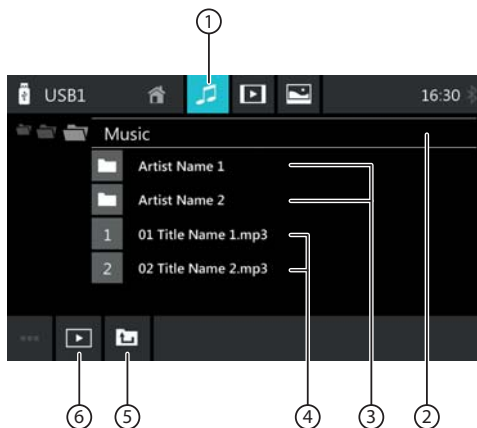 1
USB1 16:30
Music
Artist Name 1
Artist Name 2
1 01 Title Name 1.mp3
2 02 Title Name 2.mp3
6 5 4 3 2